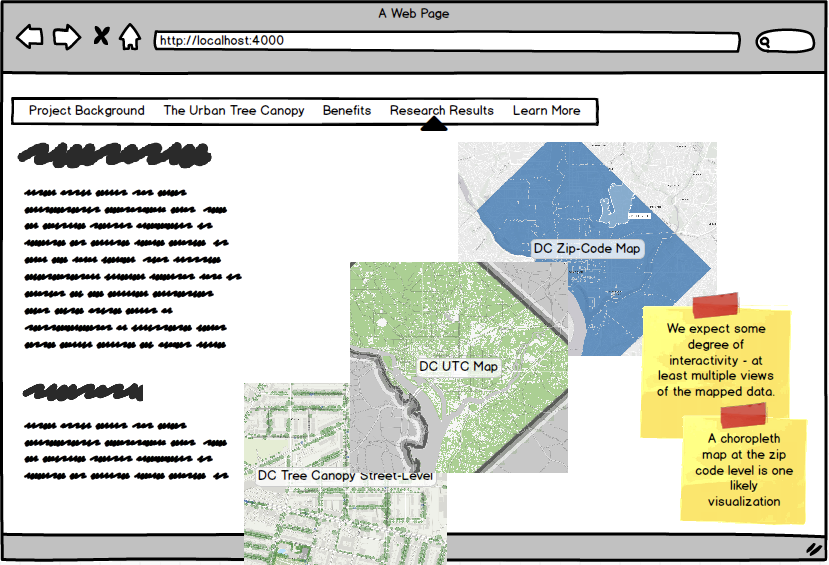 A Web Page
http://localhost:4000
Project Background The Urban Tree Canopy Benefits Research Results Learn More
DC Zip-Code Map
DC UTC Map
DC Tree Canopy Street-Level
We expect some
degree of
interactivity - at
least multiple views
of the mapped data.
A choropleth
map at the zip
code level is one
likely
visualization